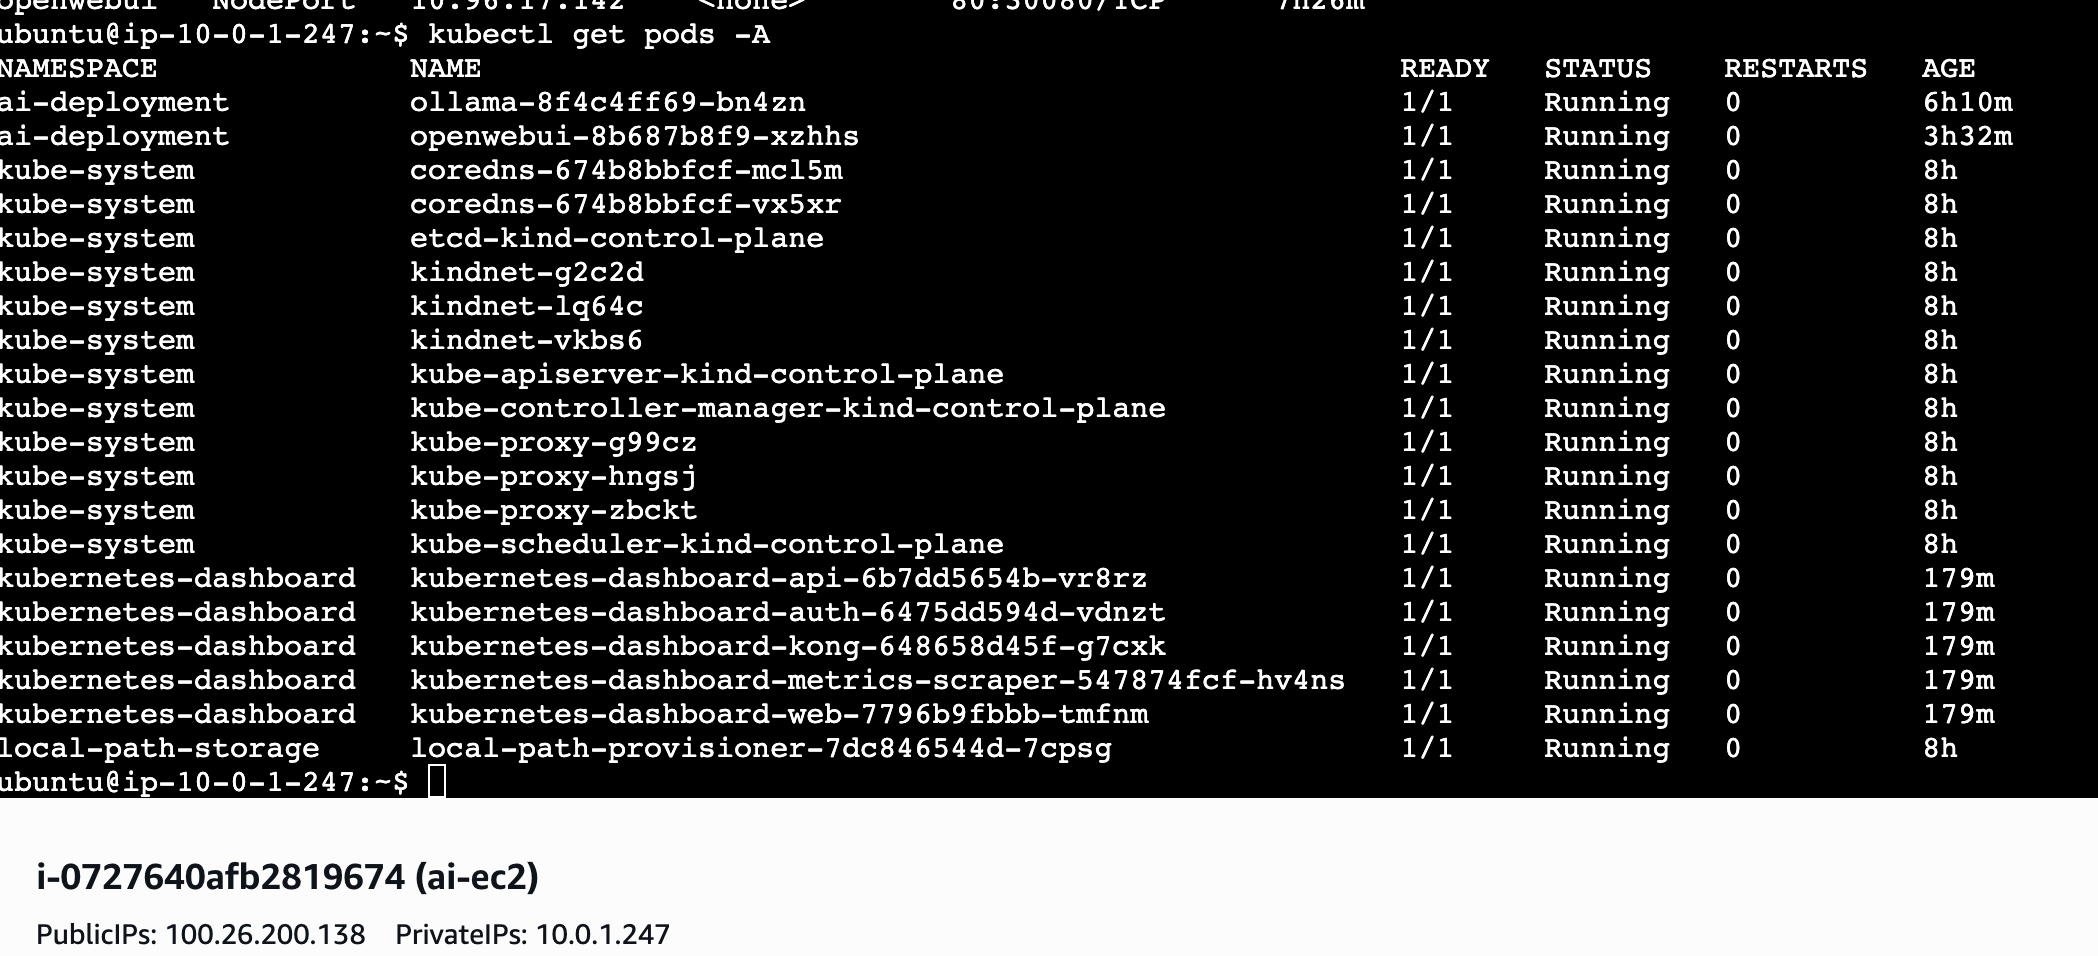 openwebui   NodePort   10.96.17.142   <none>   80:30080/TCP   7h26m
ubuntu@ip-10-0-1-247:~$ kubectl get pods -A
NAMESPACE NAME READY STATUS RESTARTS AGE
ai-deployment ollama-8f4c4ff69-bn4zn 1/1 Running 0 6h10m
ai-deployment openwebui-8b687b8f9-xzhhs 1/1 Running 0 3h32m
kube-system coredns-674b8bbfcf-mcl5m 1/1 Running 0 8h
kube-system coredns-674b8bbfcf-vx5xr 1/1 Running 0 8h
kube-system etcd-kind-control-plane 1/1 Running 0 8h
kube-system kindnet-g2c2d 1/1 Running 0 8h
kube-system kindnet-lq64c 1/1 Running 0 8h
kube-system kindnet-vkbs6 1/1 Running 0 8h
kube-system kube-apiserver-kind-control-plane 1/1 Running 0 8h
kube-system kube-controller-manager-kind-control-plane 1/1 Running 0 8h
kube-system kube-proxy-g99cz 1/1 Running 0 8h
kube-system kube-proxy-hngsj 1/1 Running 0 8h
kube-system kube-proxy-zbckt 1/1 Running 0 8h
kube-system kube-scheduler-kind-control-plane 1/1 Running 0 8h
kubernetes-dashboard kubernetes-dashboard-api-6b7dd5654b-vr8rz 1/1 Running 0 179m
kubernetes-dashboard kubernetes-dashboard-auth-6475dd594d-vdnzt 1/1 Running 0 179m
kubernetes-dashboard kubernetes-dashboard-kong-648658d45f-g7cxk 1/1 Running 0 179m
kubernetes-dashboard kubernetes-dashboard-metrics-scraper-547874fcf-hv4ns 1/1 Running 0 179m
kubernetes-dashboard kubernetes-dashboard-web-7796b9fbbb-tmfnm 1/1 Running 0 179m
local-path-storage local-path-provisioner-7dc846544d-7cpsg 1/1 Running 0 8h
ubuntu@ip-10-0-1-247:~$
i-0727640afb2819674 (ai-ec2)
PublicIPs: 100.26.200.138 PrivateIPs: 10.0.1.247